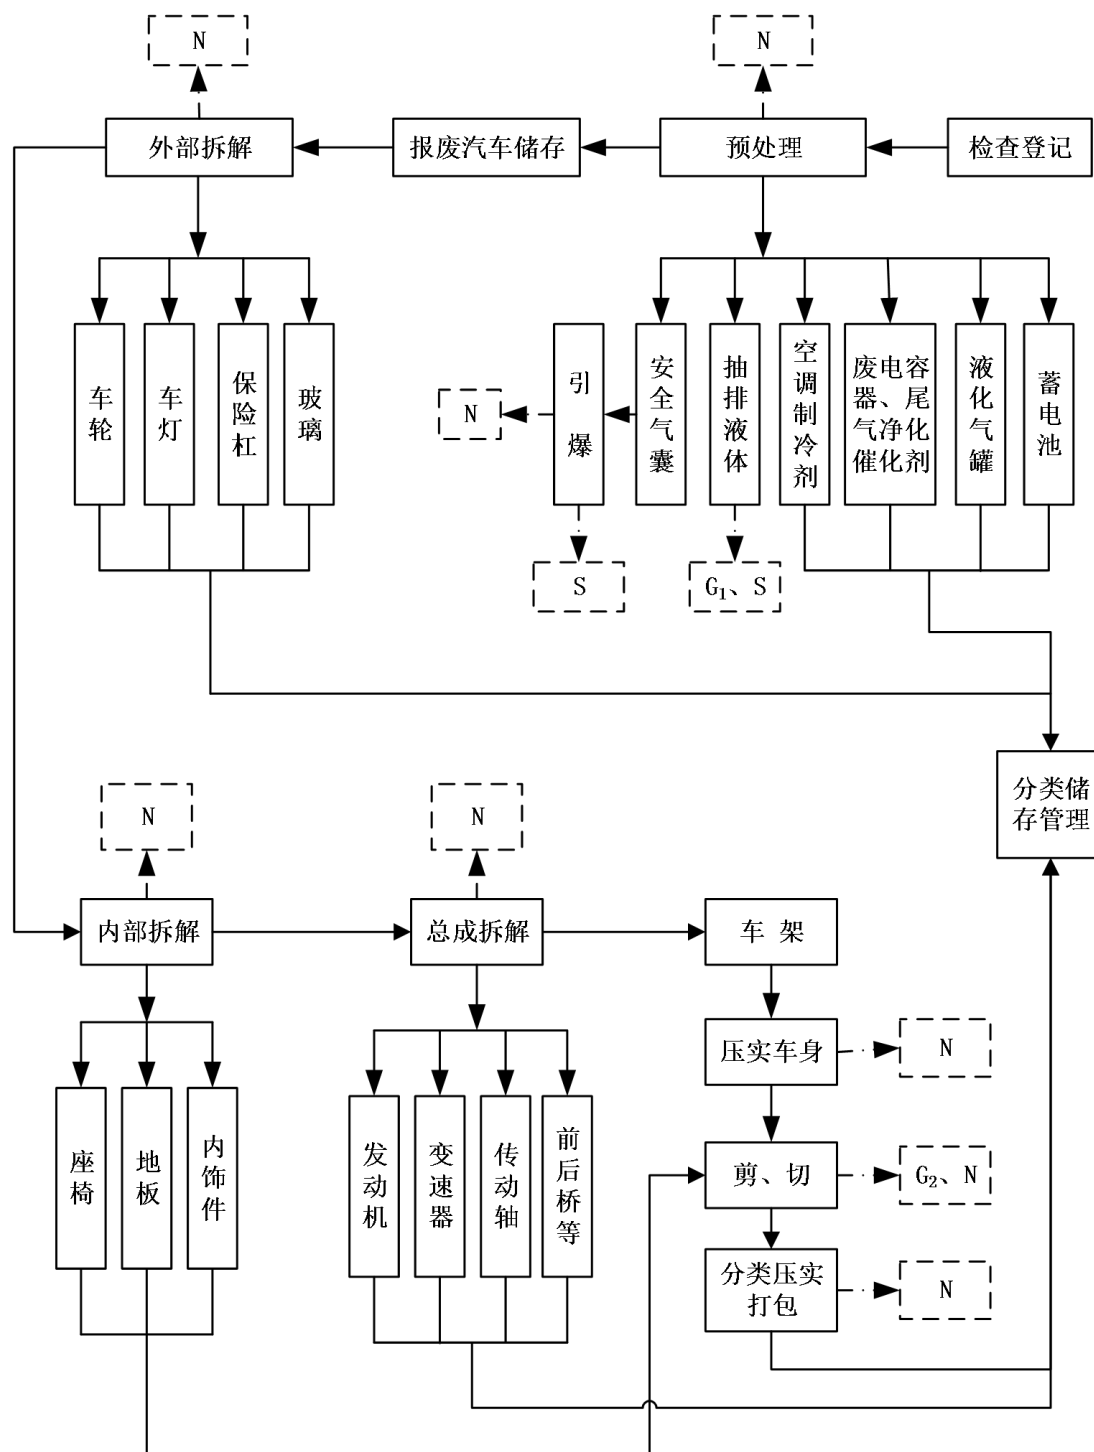 N
N
外部拆解
报废汽车储存
预处理
检查登记
车轮
车灯
保险杠
玻璃
N
引爆
安全气囊
抽排液体
空调制冷剂
废电容
器、尾
气净化
催化剂
液化气罐
蓄电池
S
G₁、S
分类储
存管理
N
N
内部拆解
总成拆解
车 架
压实车身
N
座椅
地板
内饰件
发动机
变速器
传动轴
前后桥等
剪、切
G₂、N
分类压实
打包
N